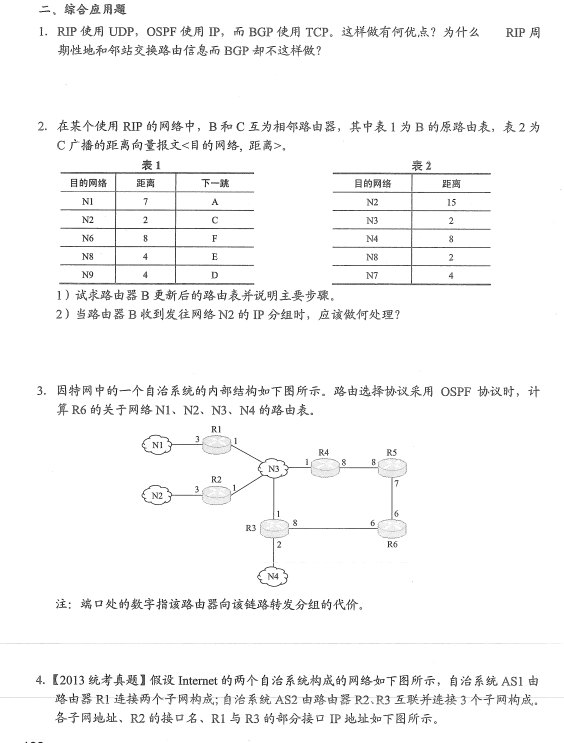 二、综合应用题
1. RIP 使用 UDP，OSPF 使用 IP，而 BGP 使用 TCP。这样做有何优点？为什么 RIP 周
期性地和邻站交换路由信息而 BGP 却不这样做？
2. 在某个使用 RIP 的网络中，B 和 C 互为相邻路由器，其中表 1 为 B 的原路由表，表 2 为
C 广播的距离向量报文<目的网络, 距离>。
表 1
目的网络 距离 下一跳
N1 7 A
N2 2 C
N6 8 F
N8 4 E
N9 4 D
表 2
目的网络 距离
N2 15
N3 2
N4 8
N8 2
N7 4
1）试求路由器 B 更新后的路由表并说明主要步骤。
2）当路由器 B 收到发往网络 N2 的 IP 分组时，应该做何处理？
3. 因特网中的一个自治系统的内部结构如下图所示。路由选择协议采用 OSPF 协议时，计
算 R6 的关于网络 N1、N2、N3、N4 的路由表。
R1
N1 3 1
R4 R5
N3 1 8 8
R2
7
N2 3 1
1 6
R3 8 6
2 R6
N4
注：端口处的数字指该路由器向该链路转发分组的代价。
4.【2013 统考真题】假设 Internet 的两个自治系统构成的网络如下图所示，自治系统 AS1 由
路由器 R1 连接两个子网构成；自治系统 AS2 由路由器 R2、R3 互联并连接 3 个子网构成。
各子网地址、R2 的接口名、R1 与 R3 的部分接口 IP 地址如下图所示。